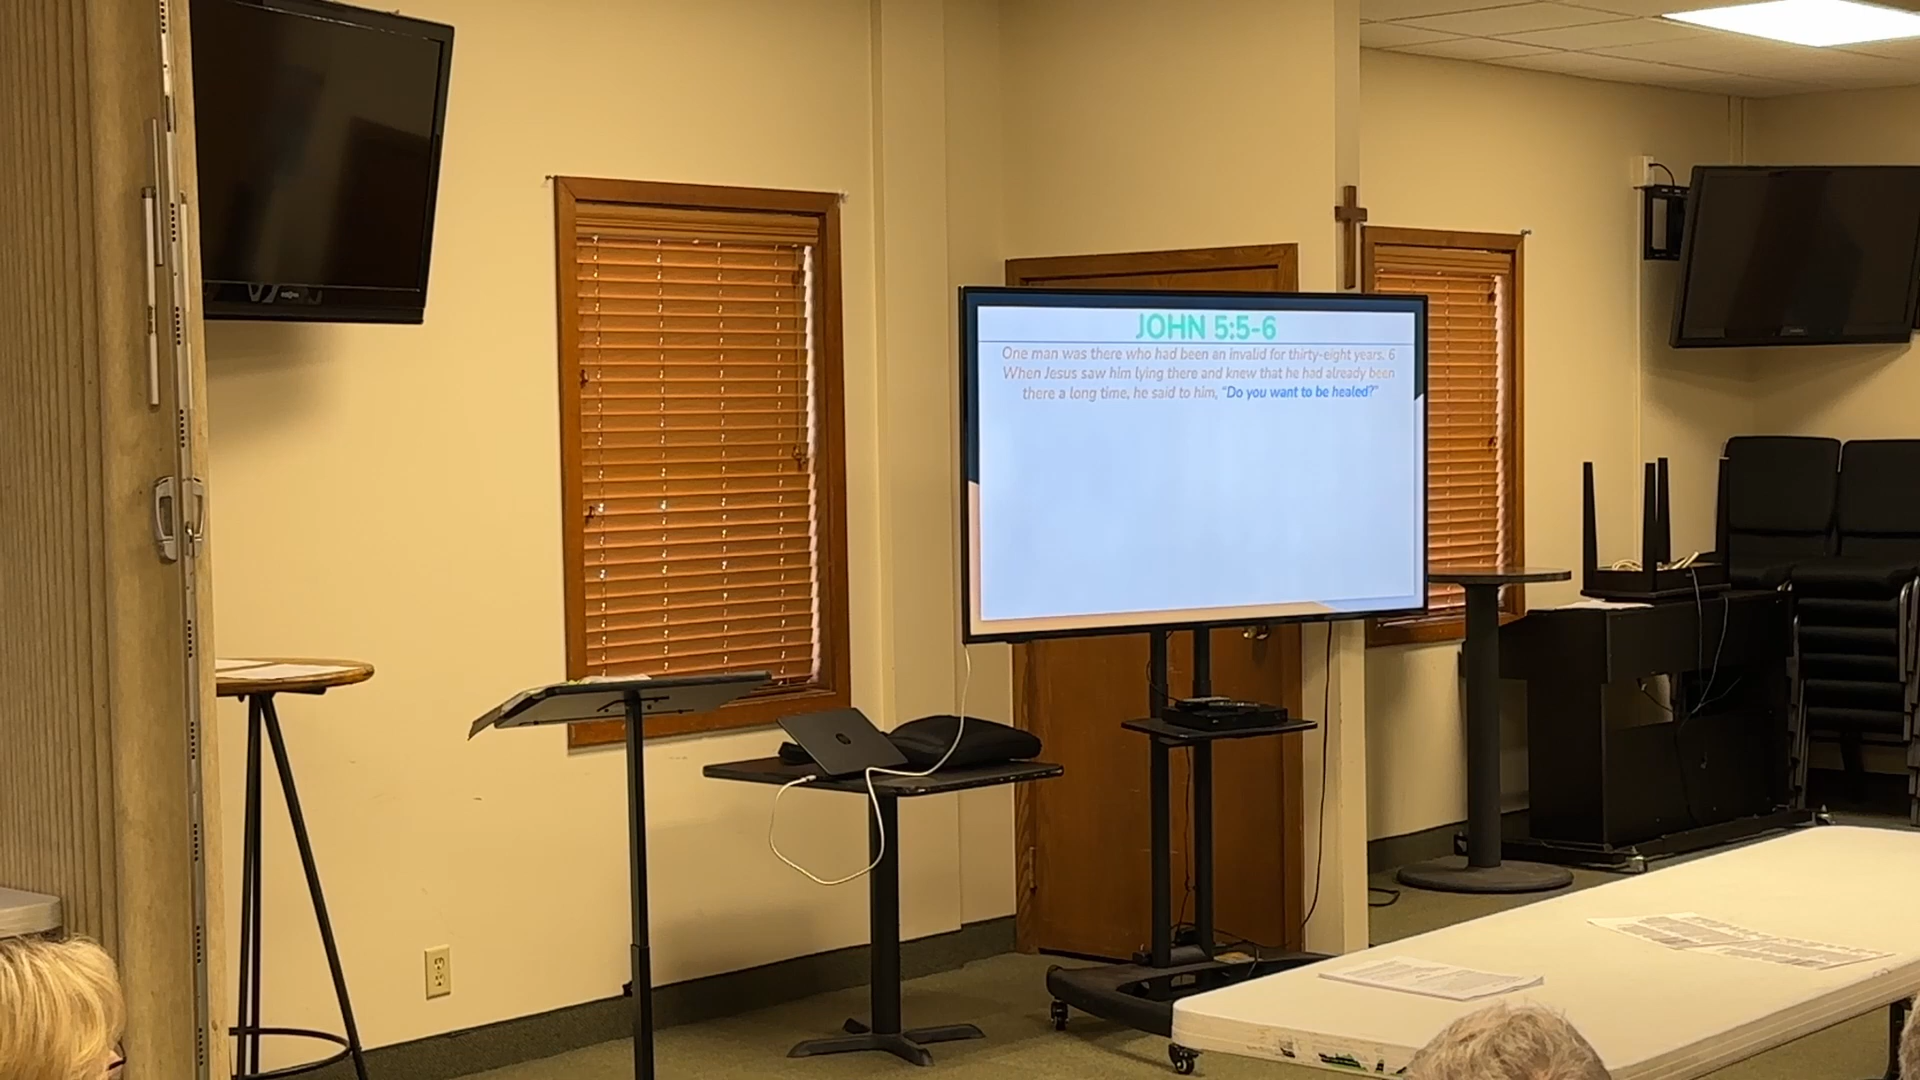 JOHN 5:5-6
One man was there who had been an invalid for thirty-eight years. 6
When Jesus saw him lying there and knew that he had already been
there a long time, he said to him, "Do you want to be healed?"